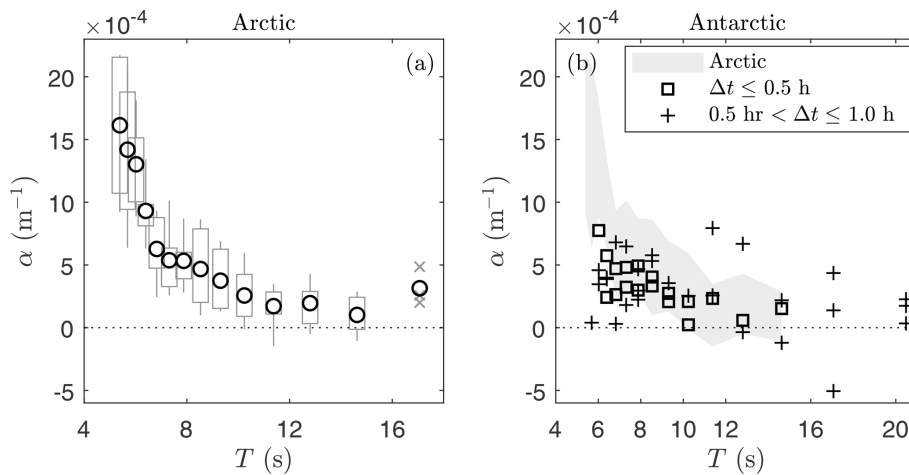 Arctic
Antarctic
×10⁻⁴
×10⁻⁴
(a)
(b)
Arctic
Δt ≤ 0.5 h
0.5 hr < Δt ≤ 1.0 h
20
15
10
5
0
-5
α (m⁻¹)
4 8 12 16
T (s)
20
15
10
5
0
-5
α (m⁻¹)
4 6 8 10 12 14 16 20
T (s)